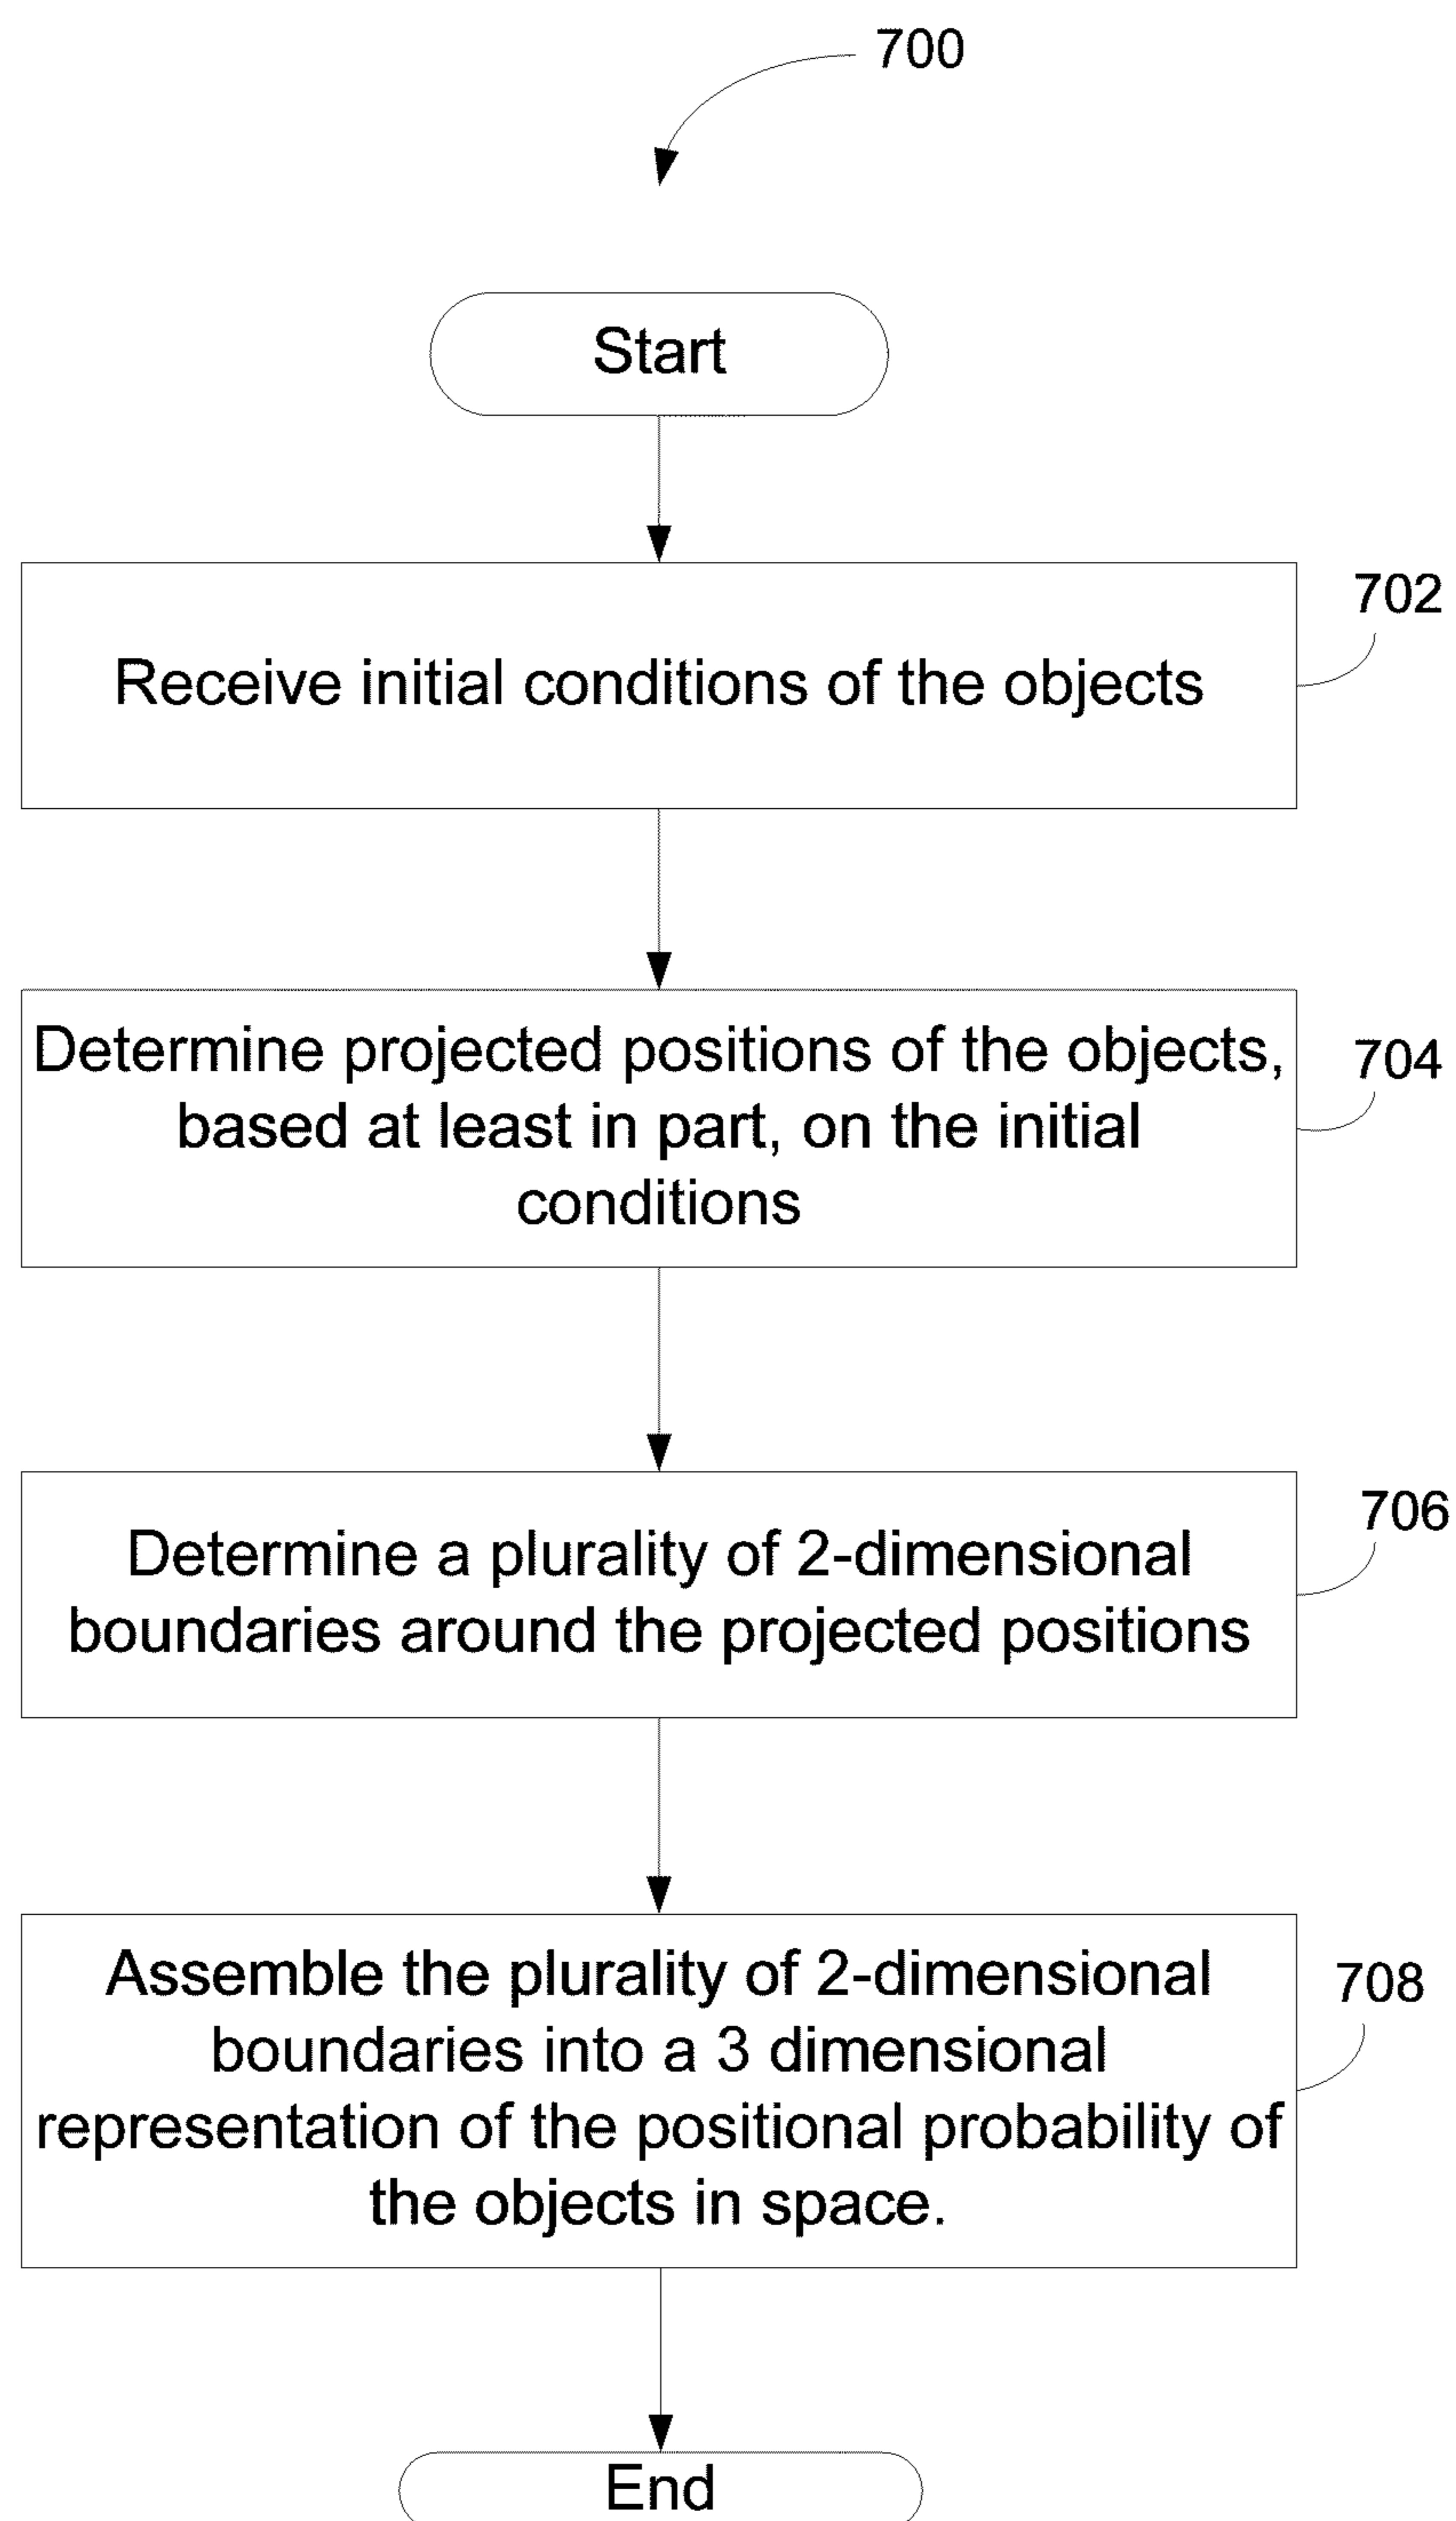 700
Start
702
Receive initial conditions of the objects
Determine projected positions of the objects,
704
based at least in part, on the initial
conditions
706
Determine a plurality of 2-dimensional
boundaries around the projected positions
Assemble the plurality of 2-dimensional
708
boundaries into a 3 dimensional
representation of the positional probability of
the objects in space.
End